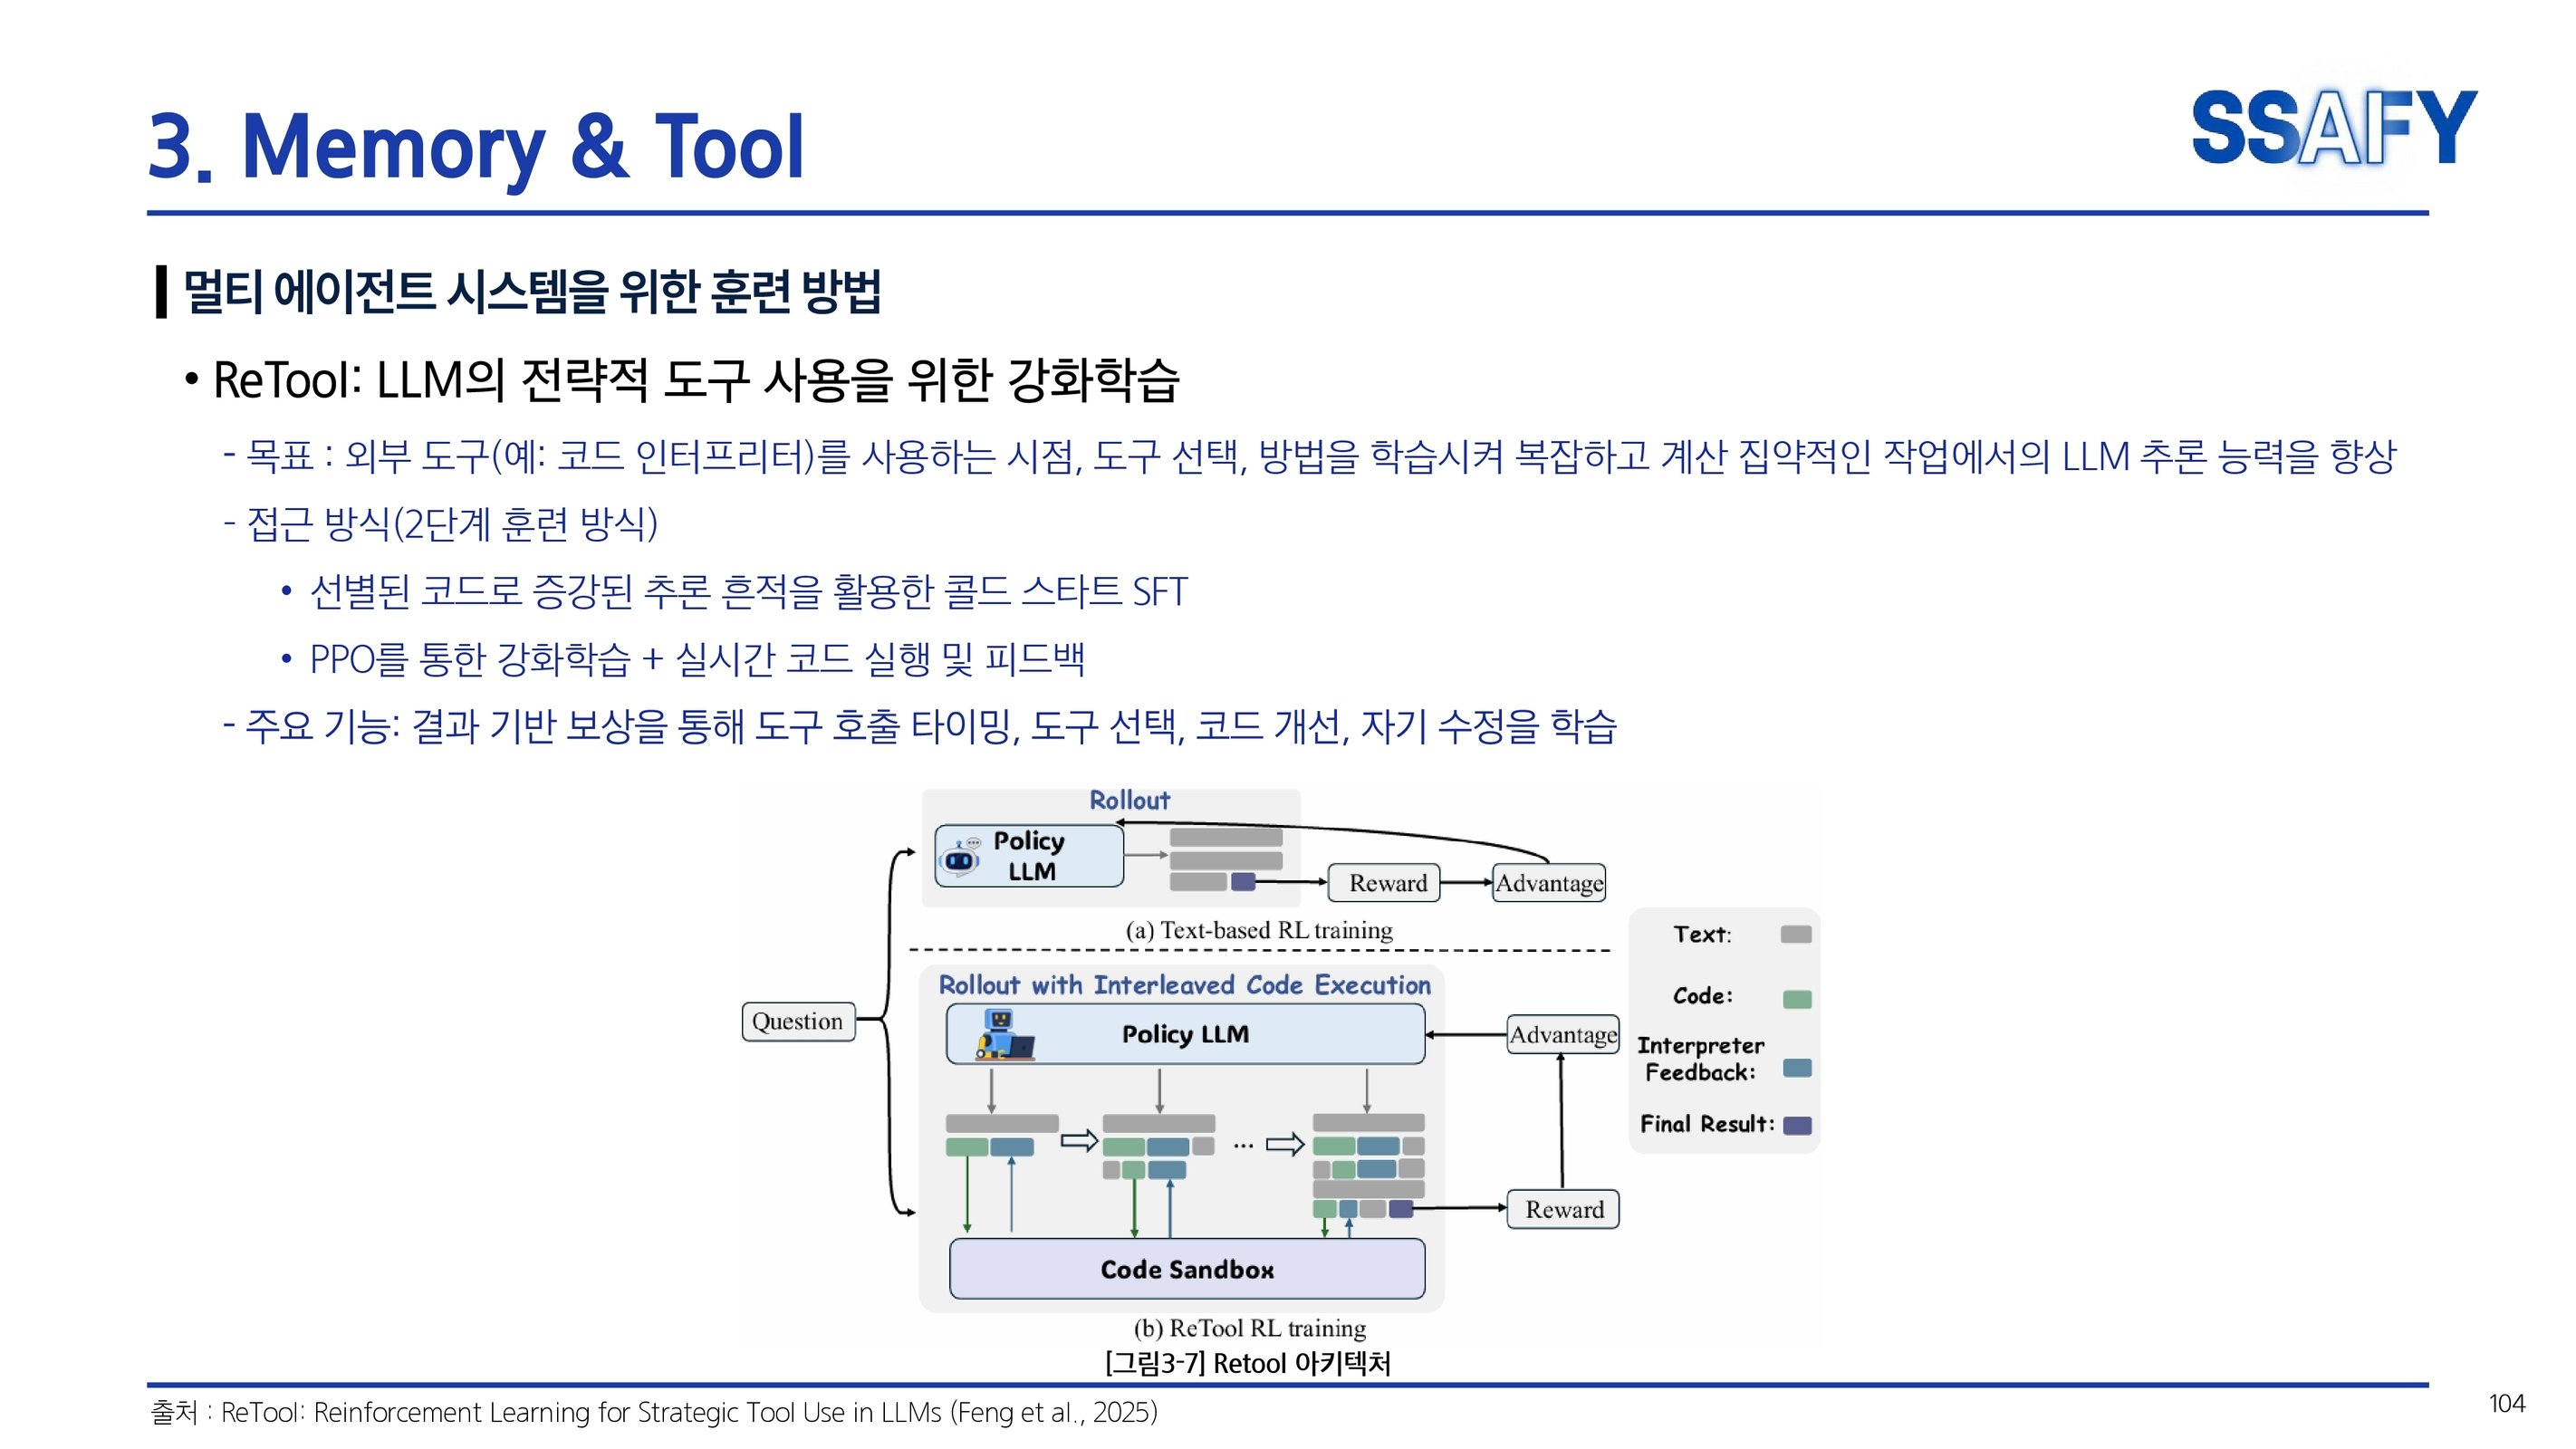 3. Memory & Tool
SSAFY
멀티 에이전트 시스템을 위한 훈련 방법
• ReTool: LLM의 전략적 도구 사용을 위한 강화학습
- 목표 : 외부 도구(예: 코드 인터프리터)를 사용하는 시점, 도구 선택, 방법을 학습시켜 복잡하고 계산 집약적인 작업에서의 LLM 추론 능력을 향상
- 접근 방식(2단계 훈련 방식)
• 선별된 코드로 증강된 추론 흔적을 활용한 콜드 스타트 SFT
• PPO를 통한 강화학습 + 실시간 코드 실행 및 피드백
- 주요 기능: 결과 기반 보상을 통해 도구 호출 타이밍, 도구 선택, 코드 개선, 자기 수정을 학습
Rollout
Policy
LLM
Reward
Advantage
(a) Text-based RL training
Question
Rollout with Interleaved Code Execution
Policy LLM
Advantage
...
Reward
Code Sandbox
(b) ReTool RL training
Text:
Code:
Interpreter
Feedback:
Final Result:
[그림3-7] Retool 아키텍처
출처 : ReTool: Reinforcement Learning for Strategic Tool Use in LLMs (Feng et al., 2025)
104